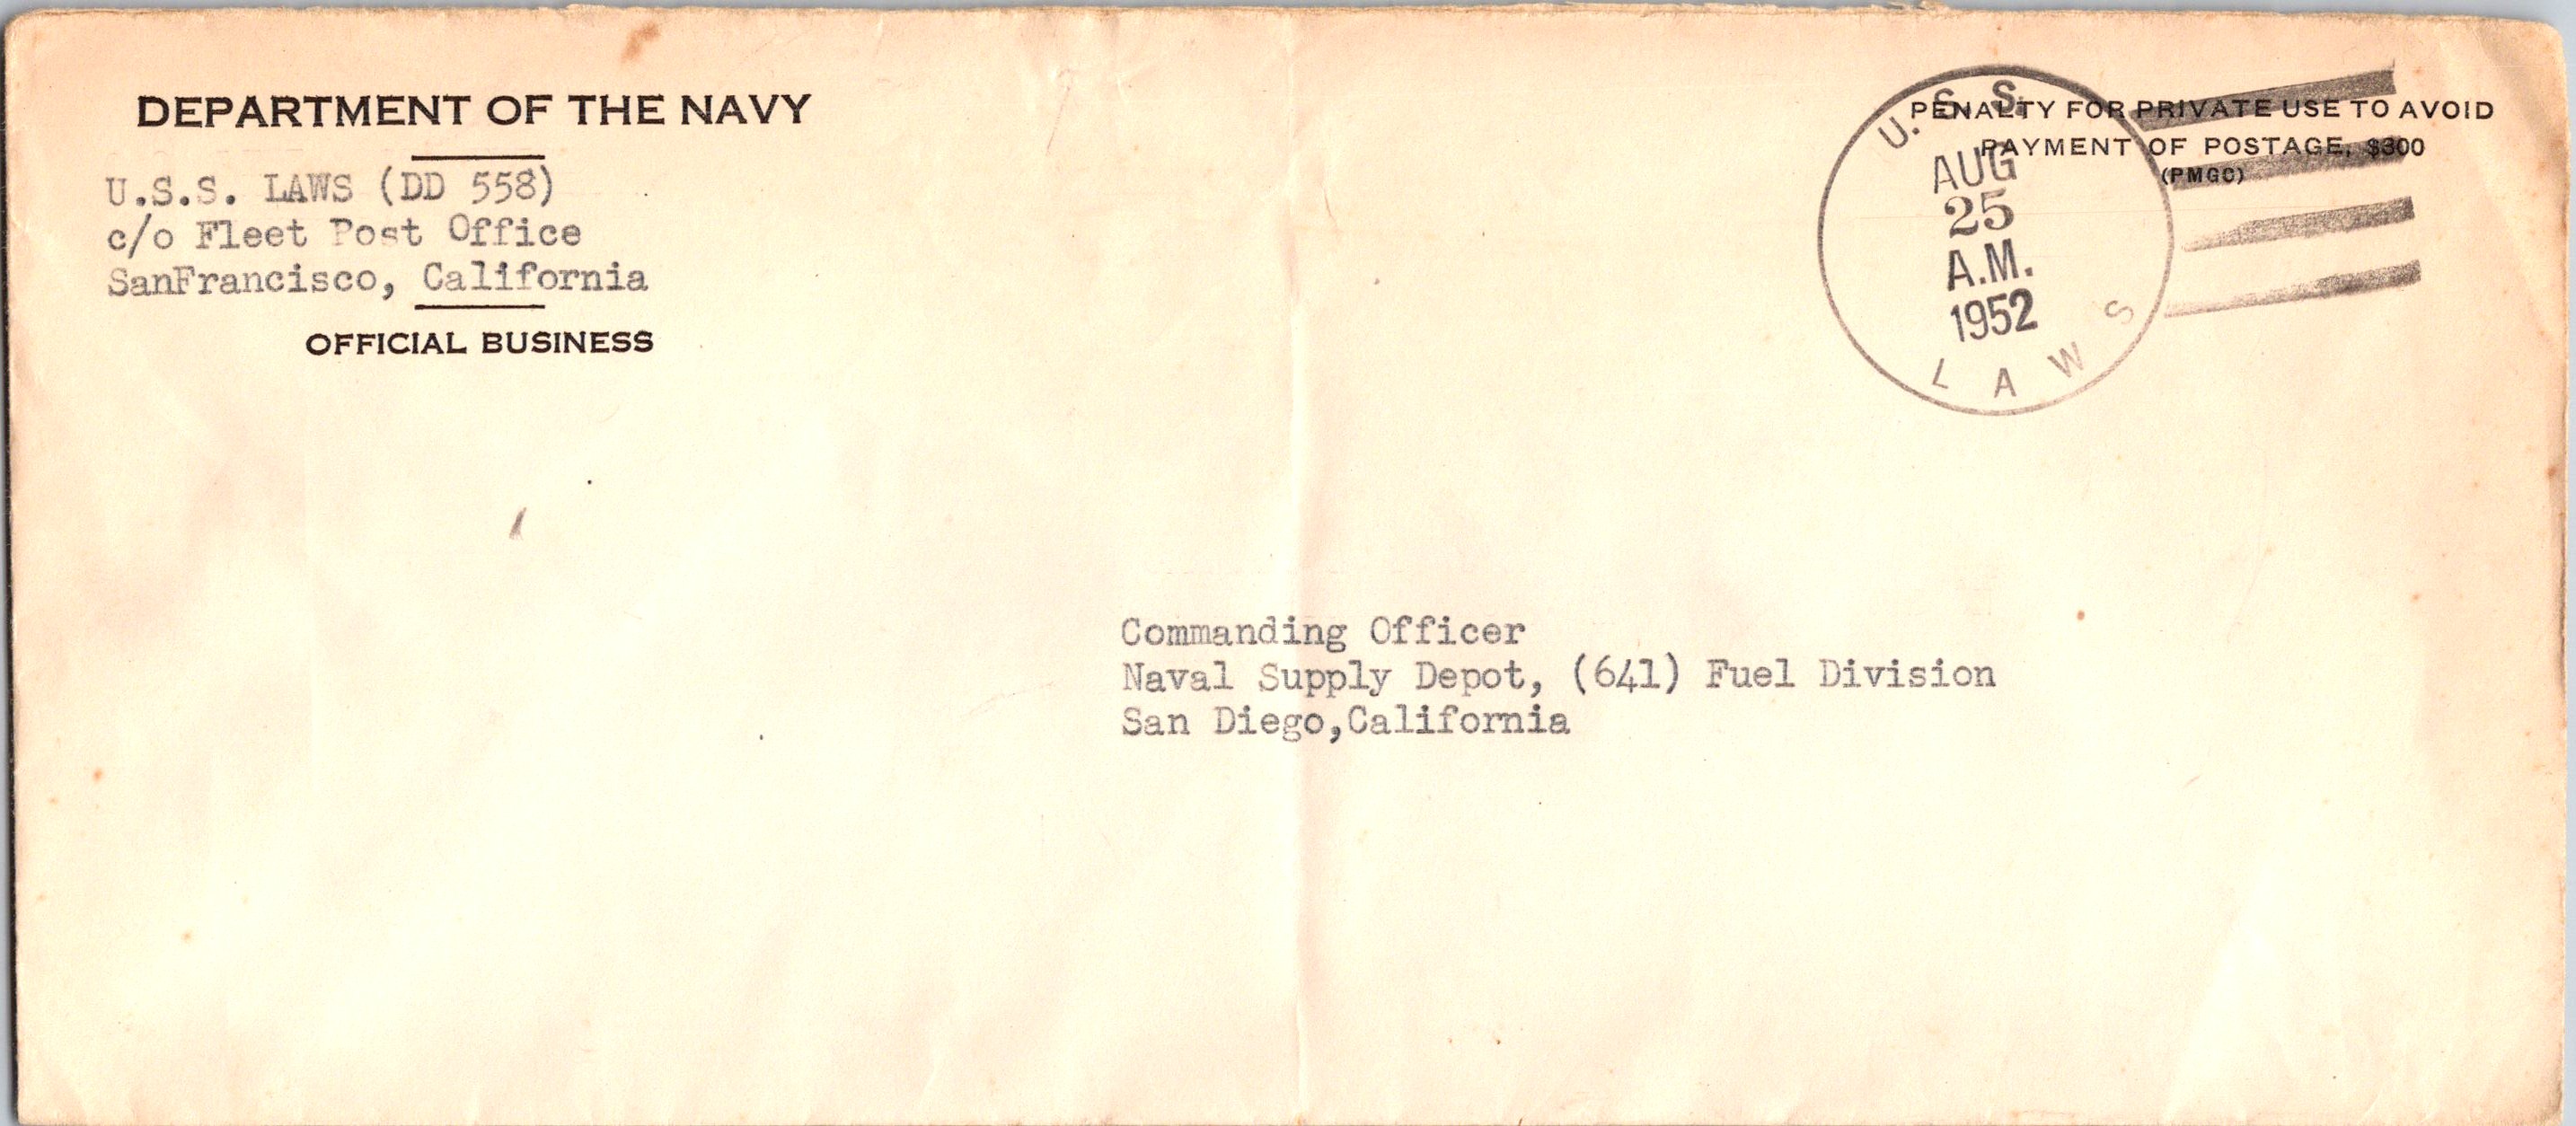 DEPARTMENT OF THE NAVY
U.S.S. LAWS (DD 558)
c/o Fleet Post Office
SanFrancisco, California
OFFICIAL BUSINESS
PENALTY FOR PRIVATE USE TO AVOID
PAYMENT OF POSTAGE, $300
(PMGC)
U. S. S.
AUG
25
A.M.
1952
LAWS
Commanding Officer
Naval Supply Depot, (641) Fuel Division
San Diego,California